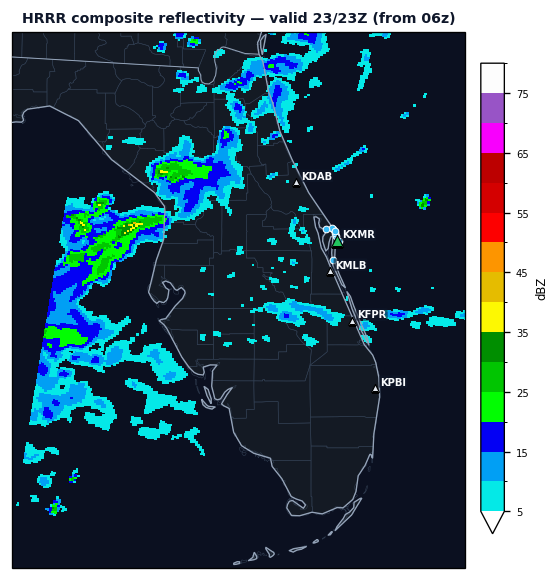 HRRR composite reflectivity — valid 23/23Z (from 06z)
75
65
55
45
35
25
15
5
dBZ
KDAB
KXMR
KMLB
KFPR
KPBI